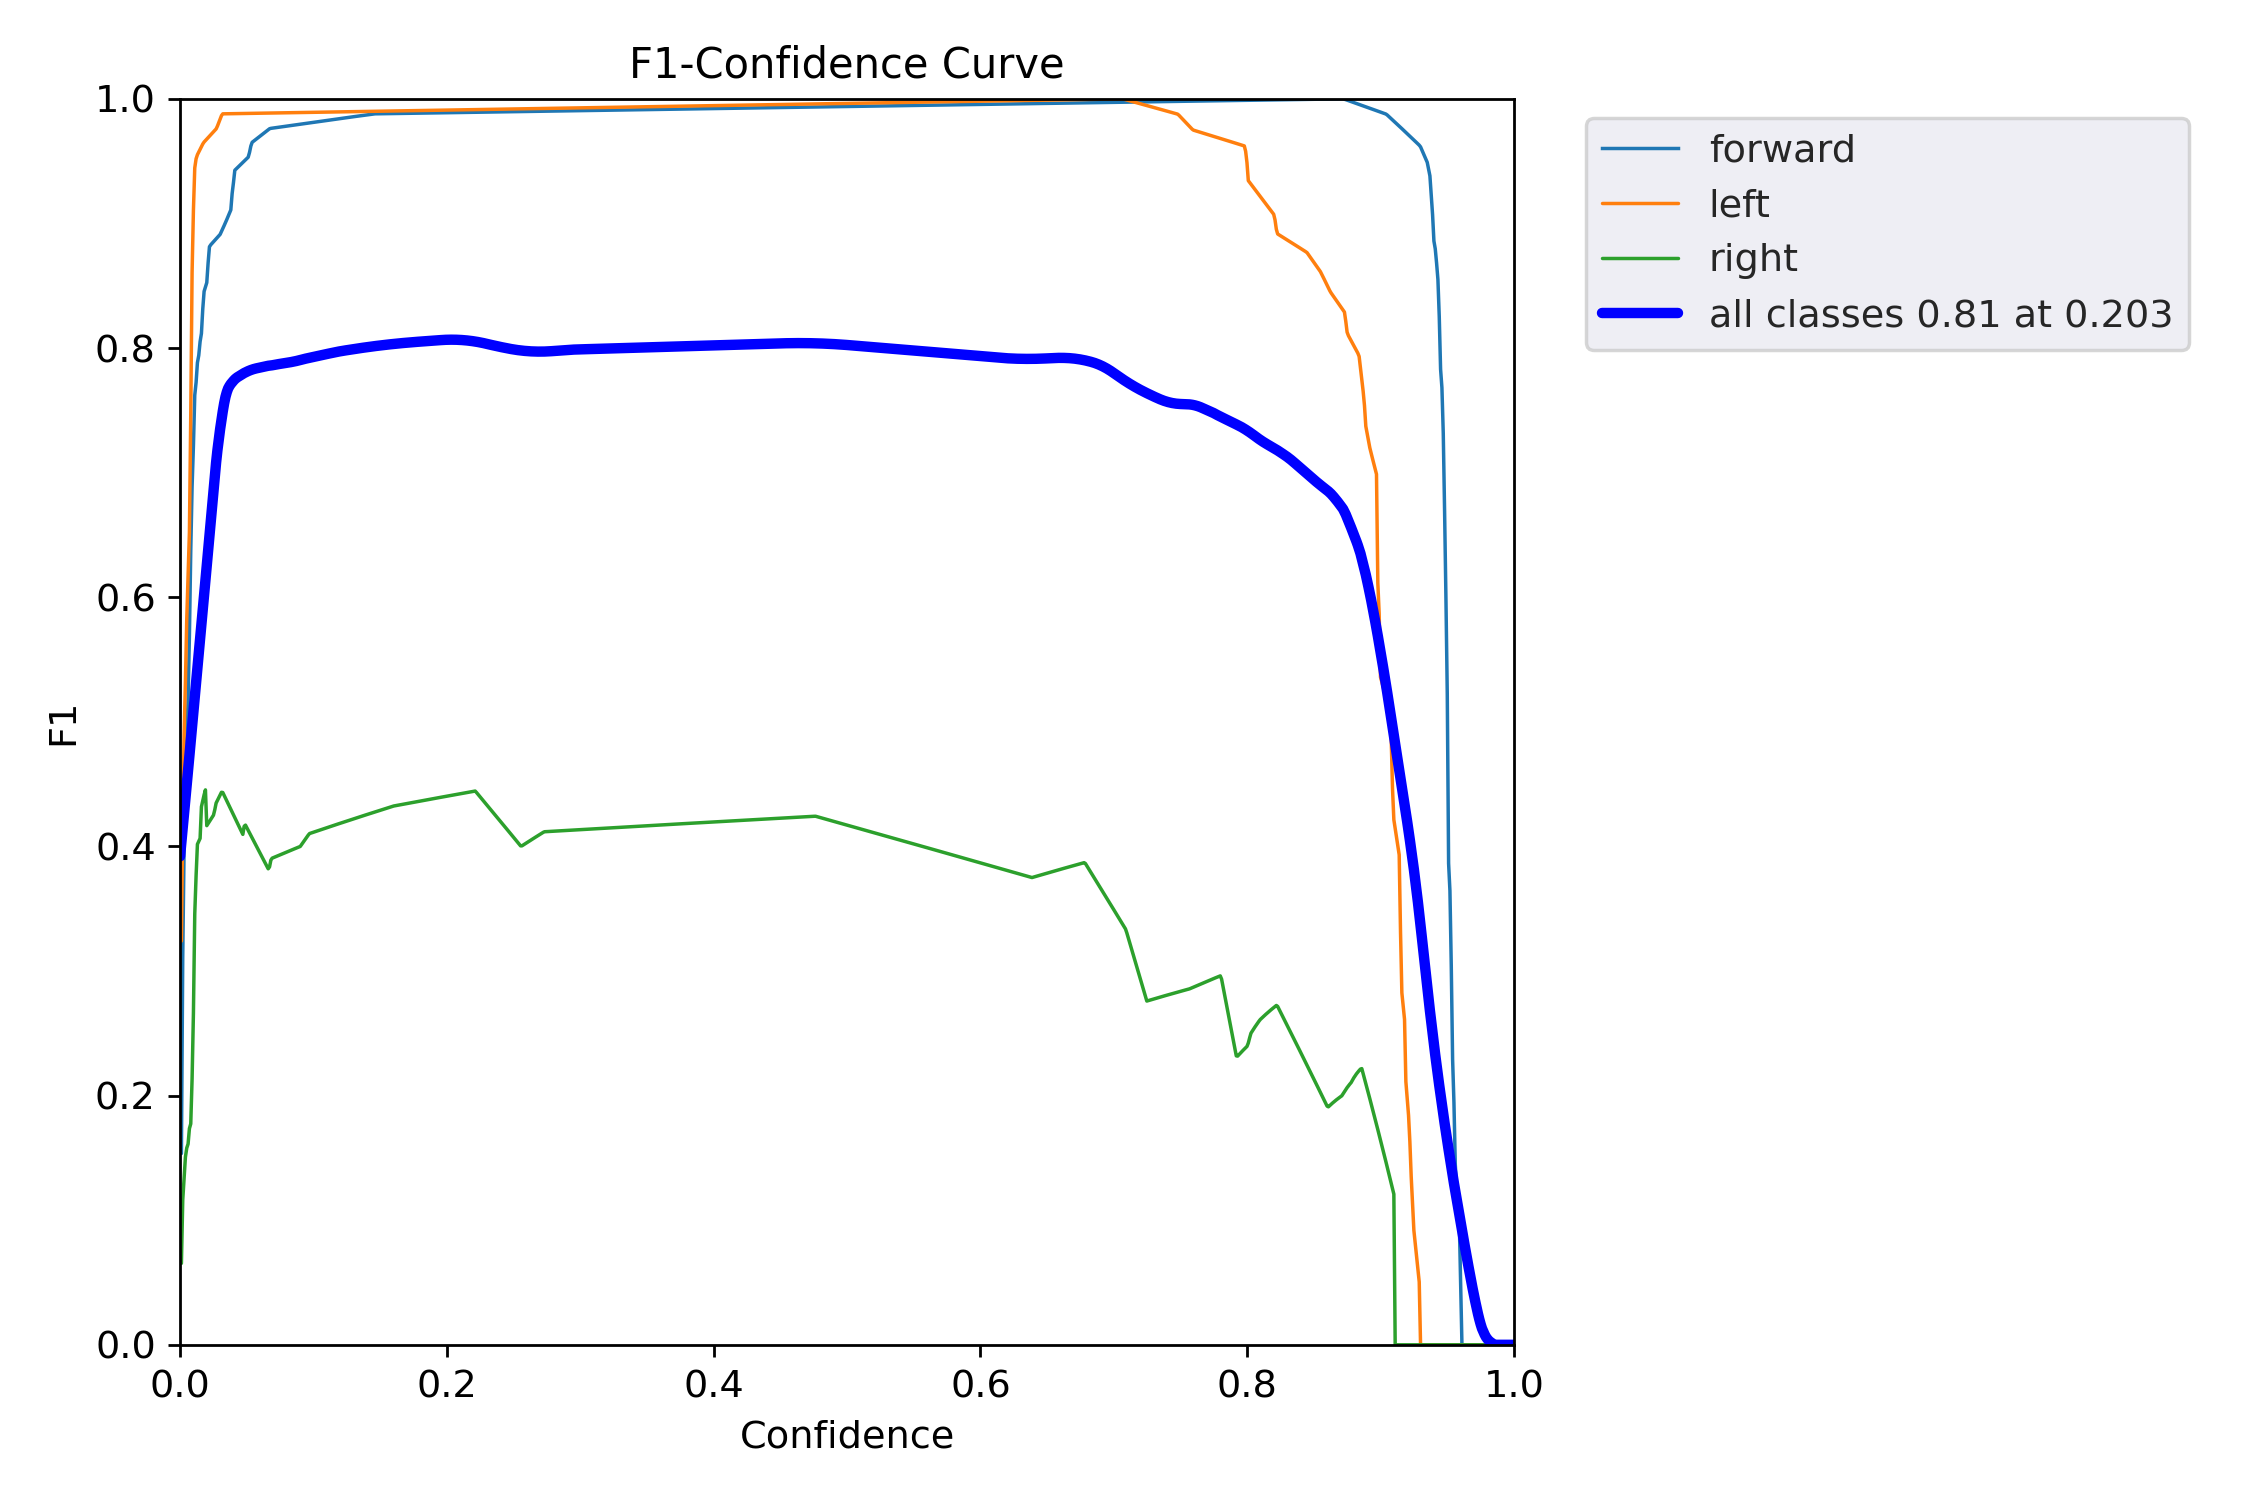 F1-Confidence Curve
1.0
0.8
0.6
0.4
0.2
0.0
F1
0.0 0.2 0.4 0.6 0.8 1.0
Confidence
forward
left
right
all classes 0.81 at 0.203